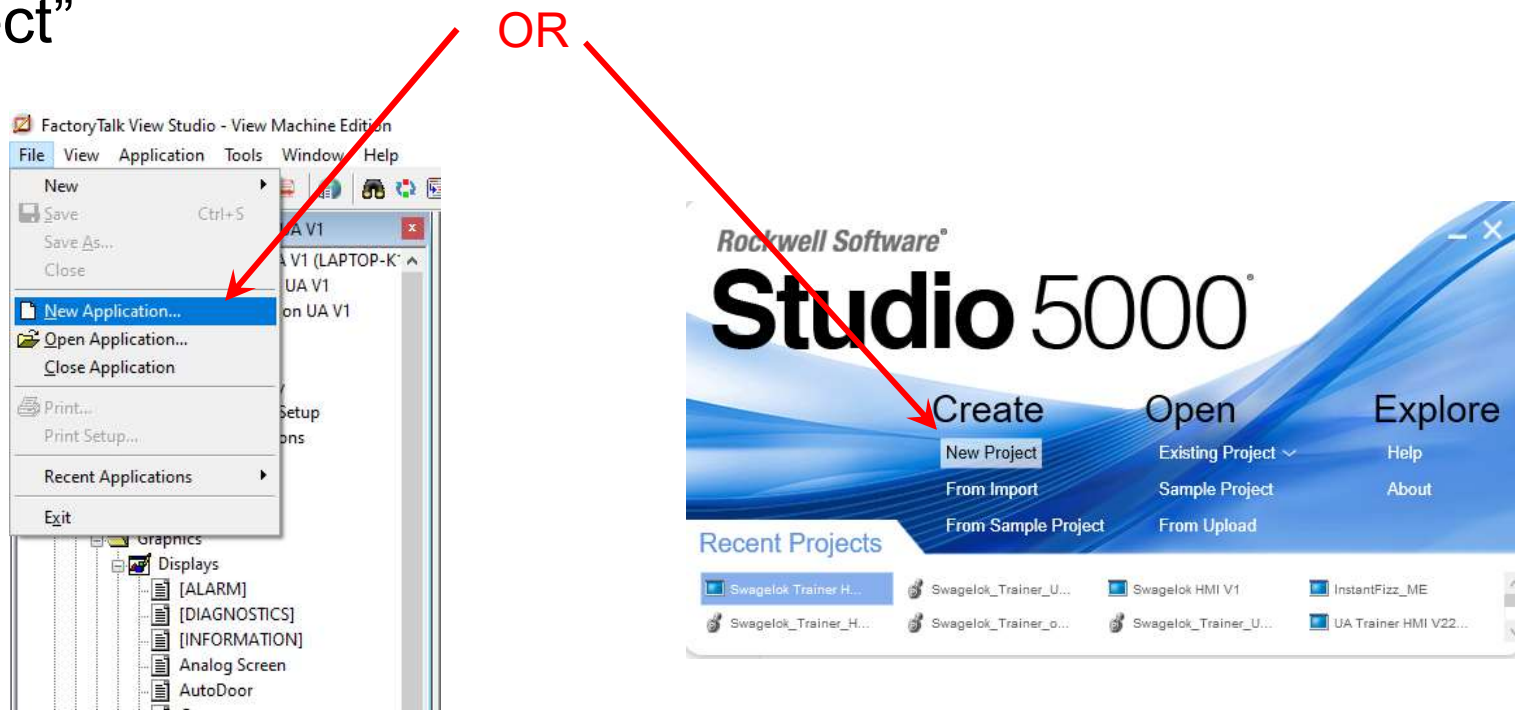 ect”
OR
FactoryTalk View Studio - View Machine Edition
File View Application Tools Window Help
New
Save Ctrl+S
Save As...
Close
New Application...
Open Application...
Close Application
Print...
Print Setup...
Recent Applications
Exit
UA V1
A V1 (LAPTOP-K
UA V1
on UA V1
Setup
ons
Graphics
Displays
[ALARM]
[DIAGNOSTICS]
[INFORMATION]
Analog Screen
AutoDoor
Rockwell Software®
Studio 5000®
Create Open Explore
New Project Existing Project Help
From Import Sample Project About
From Sample Project From Upload
Recent Projects
Swagelok Trainer H... Swagelok_Trainer_U... Swagelok HMI V1 InstantFizz_ME
Swagelok_Trainer_H... Swagelok_Trainer_o... Swagelok_Trainer_U... UA Trainer HMI V22...